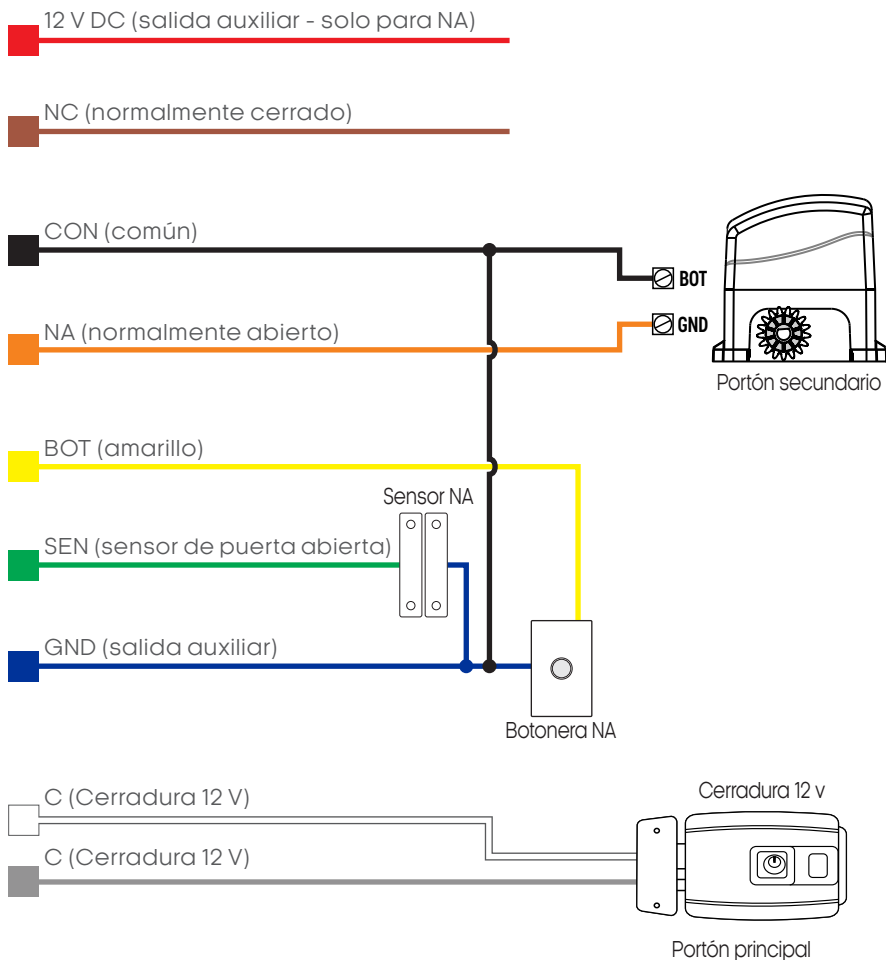 12 V DC (salida auxiliar - solo para NA)
NC (normalmente cerrado)
CON (común)
BOT
NA (normalmente abierto)
GND
Portón secundario
BOT (amarillo)
Sensor NA
SEN (sensor de puerta abierta)
GND (salida auxiliar)
Botonera NA
C (Cerradura 12 V)
Cerradura 12 v
C (Cerradura 12 V)
Portón principal